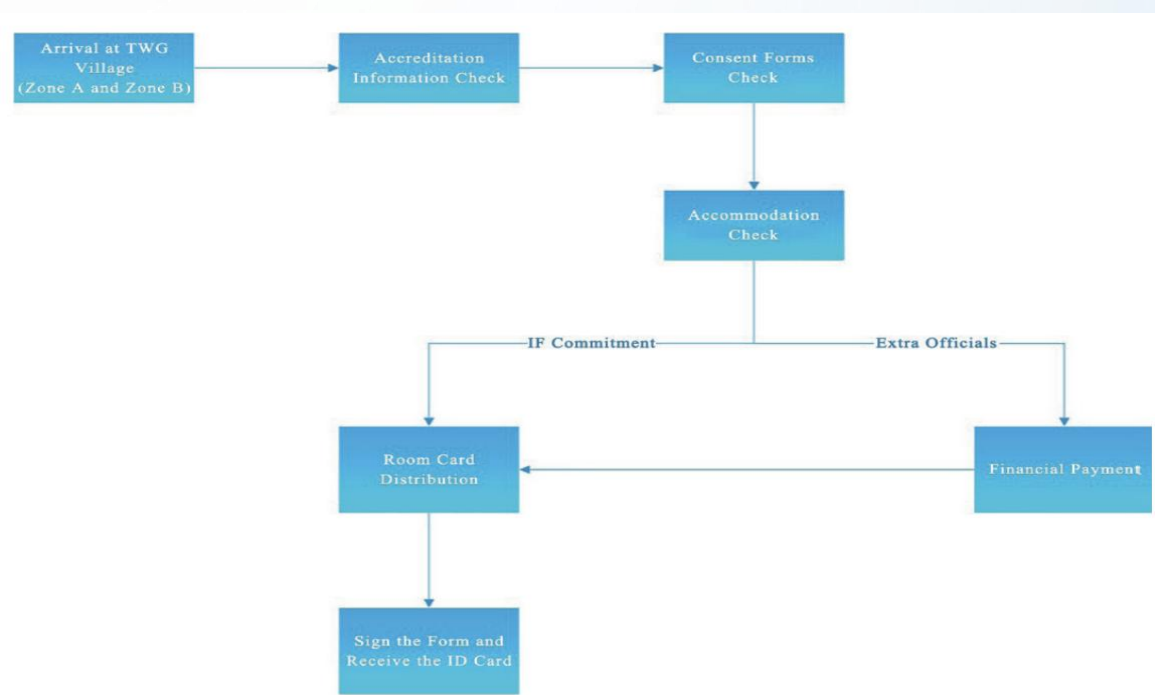 Arrival at TWG
Village
(Zone A and Zone B)
Accreditation
Information Check
Consent Forms
Check
Accommodation
Check
IF Commitment
Extra Officials
Room Card
Distribution
Financial Payment
Sign the Form and
Receive the ID Card